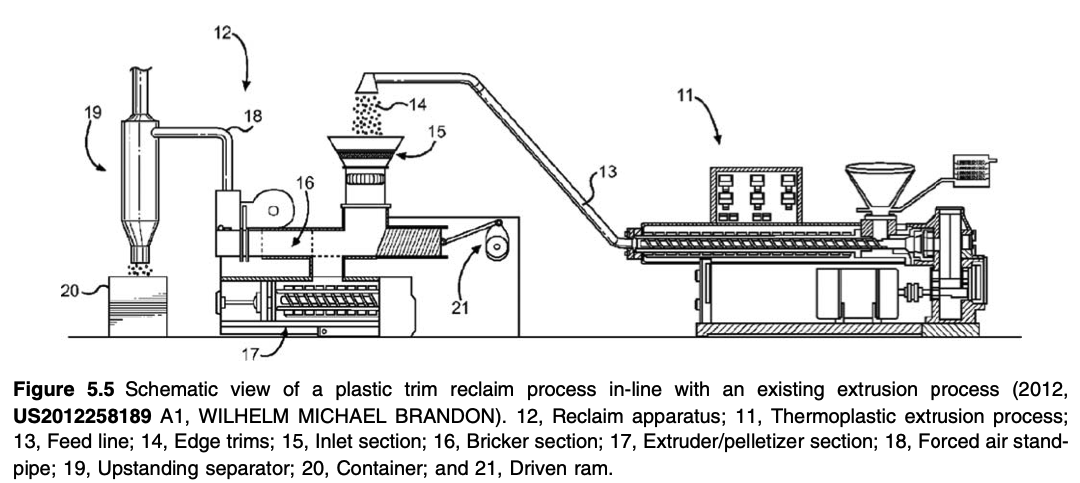 12
11
19
18
14
15
13
16
20
21
17
Figure 5.5 Schematic view of a plastic trim reclaim process in-line with an existing extrusion process (2012,
US2012258189 A1, WILHELM MICHAEL BRANDON). 12, Reclaim apparatus; 11, Thermoplastic extrusion process;
13, Feed line; 14, Edge trims; 15, Inlet section; 16, Bricker section; 17, Extruder/pelletizer section; 18, Forced air stand-
pipe; 19, Upstanding separator; 20, Container; and 21, Driven ram.